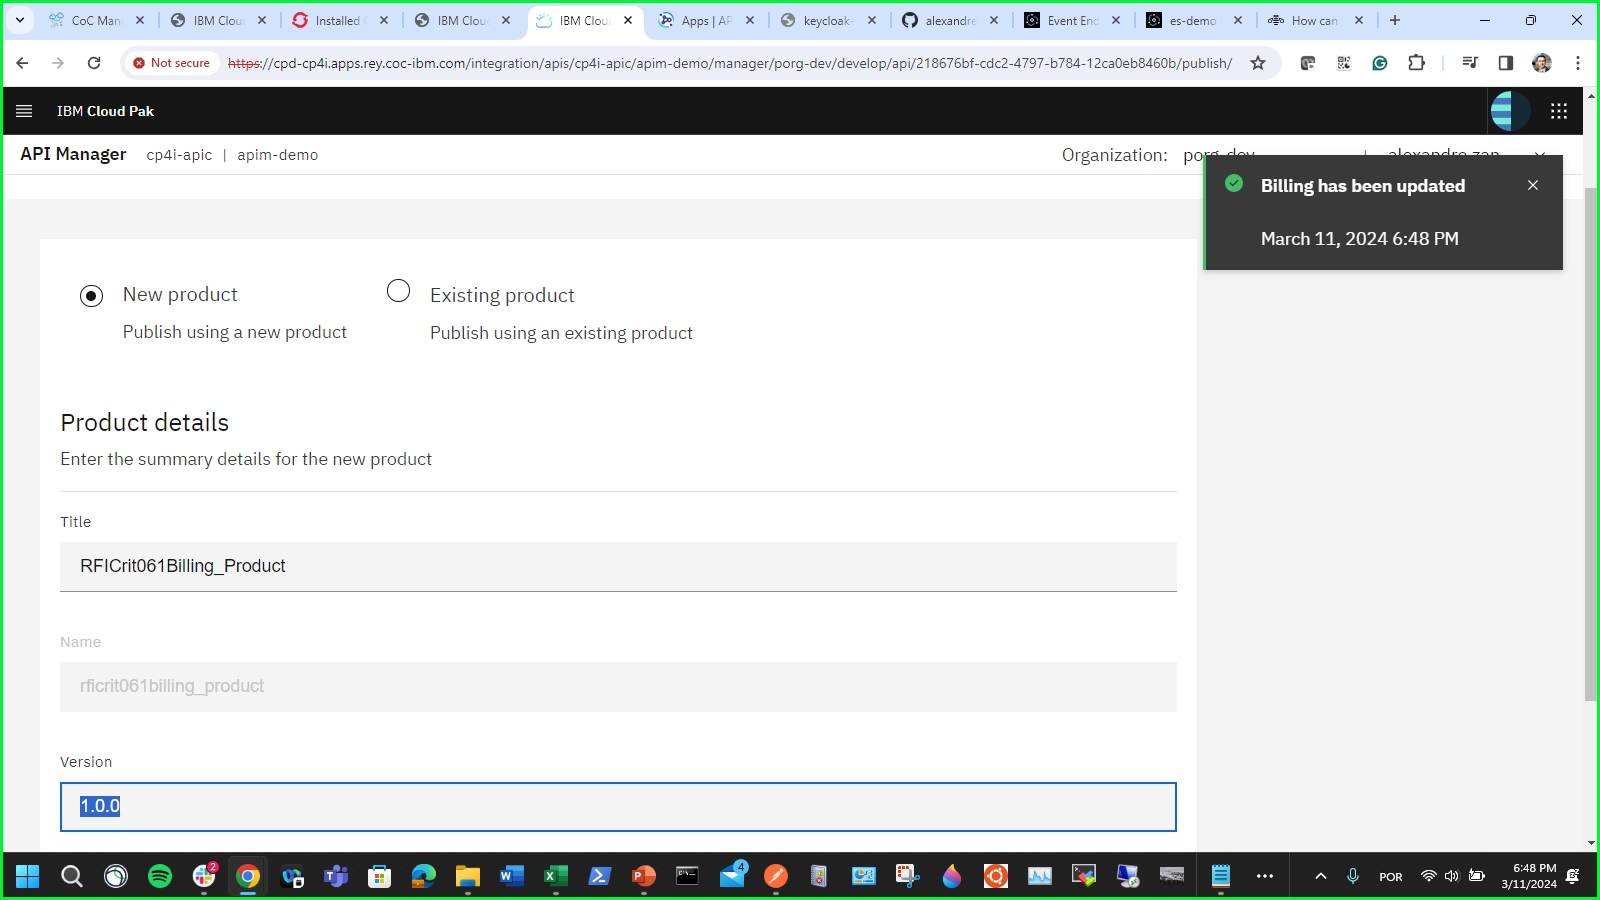 CoC Man
IBM Clou
Installed
IBM Clou
IBM Clou
Apps | AP
keycloak-
alexandre
Event End
es-demo
How can
Not secure
https://cpd-cp4i.apps.rey.coc-ibm.com/integration/apis/cp4i-apic/apim-demo/manager/porg-dev/develop/api/218676bf-cdc2-4797-b784-12ca0eb8460b/publish/
IBM Cloud Pak
API Manager cp4i-apic | apim-demo
Organization: porg-dev | alexandre zan
Billing has been updated
March 11, 2024 6:48 PM
New product
Publish using a new product
Existing product
Publish using an existing product
Product details
Enter the summary details for the new product
Title
RFICrit061Billing_Product
Name
rficrit061billing_product
Version
1.0.0
2
4
POR
6:48 PM
3/11/2024